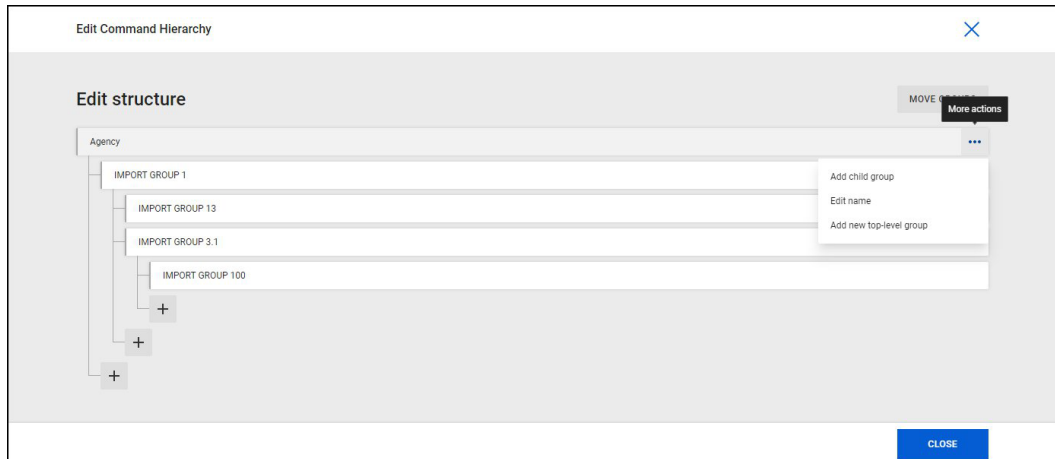 Edit Command Hierarchy
Edit structure
MOVE
More actions
Agency
IMPORT GROUP 1
Add child group
IMPORT GROUP 13
Edit name
Add new top-level group
IMPORT GROUP 3.1
IMPORT GROUP 100
CLOSE